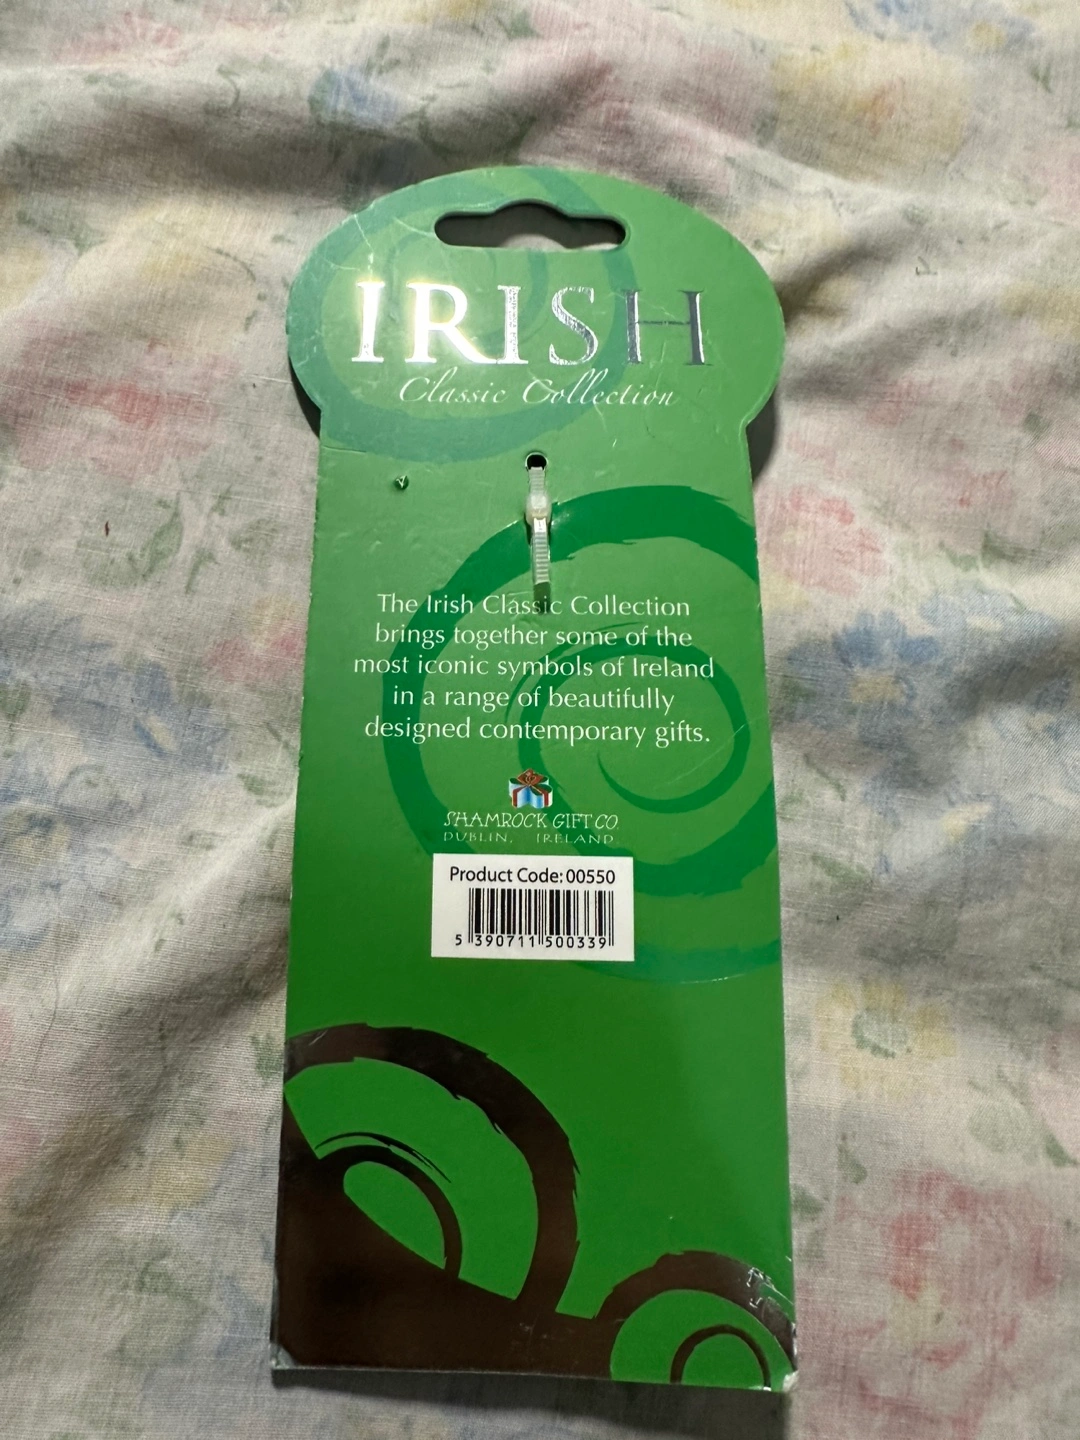 IRISH
Classic Collection
The Irish Classic Collection
brings together some of the
most iconic symbols of Ireland
in a range of beautifully
designed contemporary gifts.
SHAMROCK GIFT CO.
DUBLIN, IRELAND
Product Code: 00550
5 390711 500339